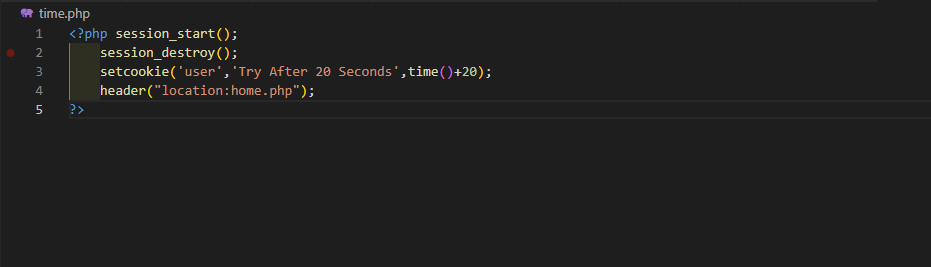 time.php
1 <?php session_start();
2 session_destroy();
3 setcookie('user','Try After 20 Seconds',time()+20);
4 header("location:home.php");
5 ?>